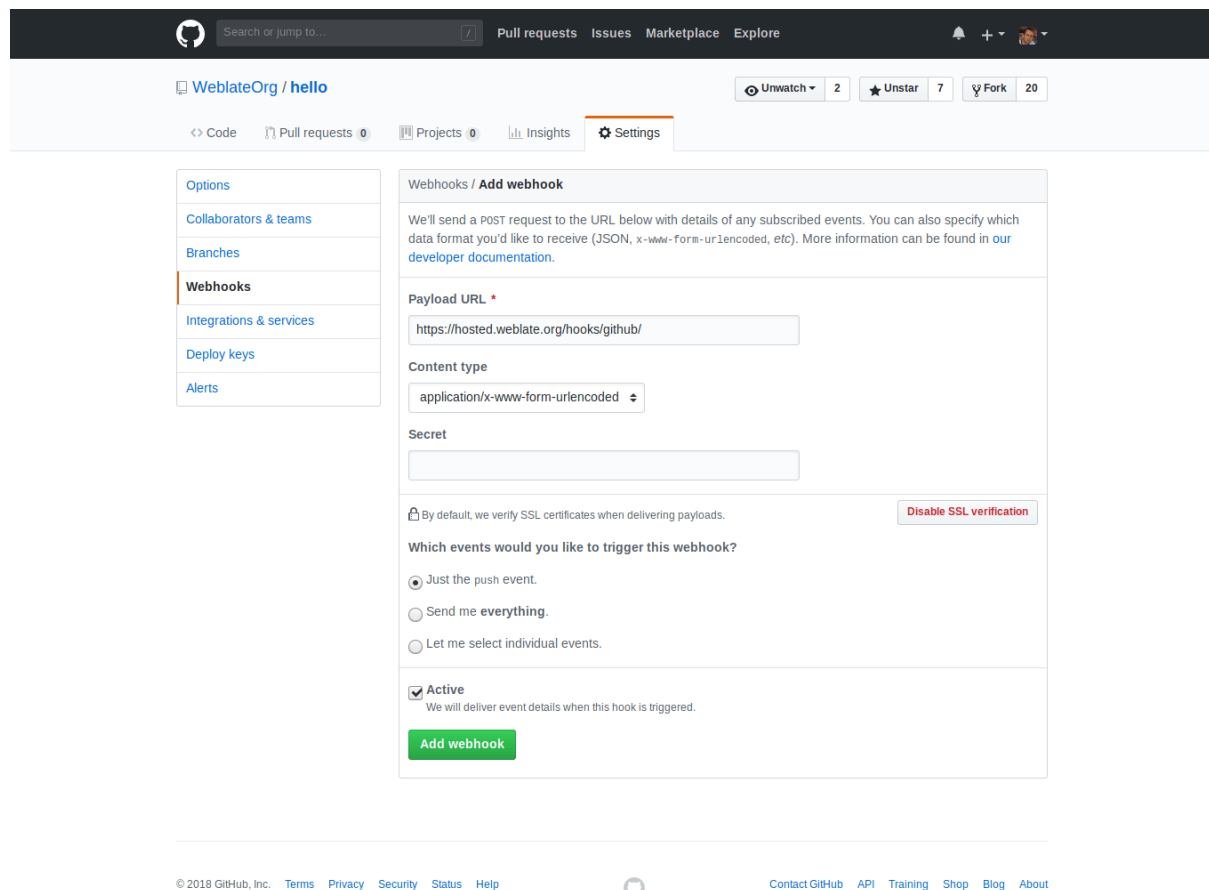 Search or jump to… /
Pull requests Issues Marketplace Explore
WeblateOrg / hello
Unwatch 2 Unstar 7 Fork 20
Code Pull requests 0 Projects 0 Insights Settings
Options
Collaborators & teams
Branches
Webhooks
Integrations & services
Deploy keys
Alerts
Webhooks / Add webhook
We’ll send a POST request to the URL below with details of any subscribed events. You can also specify which
data format you’d like to receive (JSON, x-www-form-urlencoded, etc). More information can be found in our
developer documentation.
Payload URL *
https://hosted.weblate.org/hooks/github/
Content type
application/x-www-form-urlencoded
Secret
By default, we verify SSL certificates when delivering payloads.
Disable SSL verification
Which events would you like to trigger this webhook?
Just the push event.
Send me everything.
Let me select individual events.
Active
We will deliver event details when this hook is triggered.
Add webhook
© 2018 GitHub, Inc. Terms Privacy Security Status Help
Contact GitHub API Training Shop Blog About